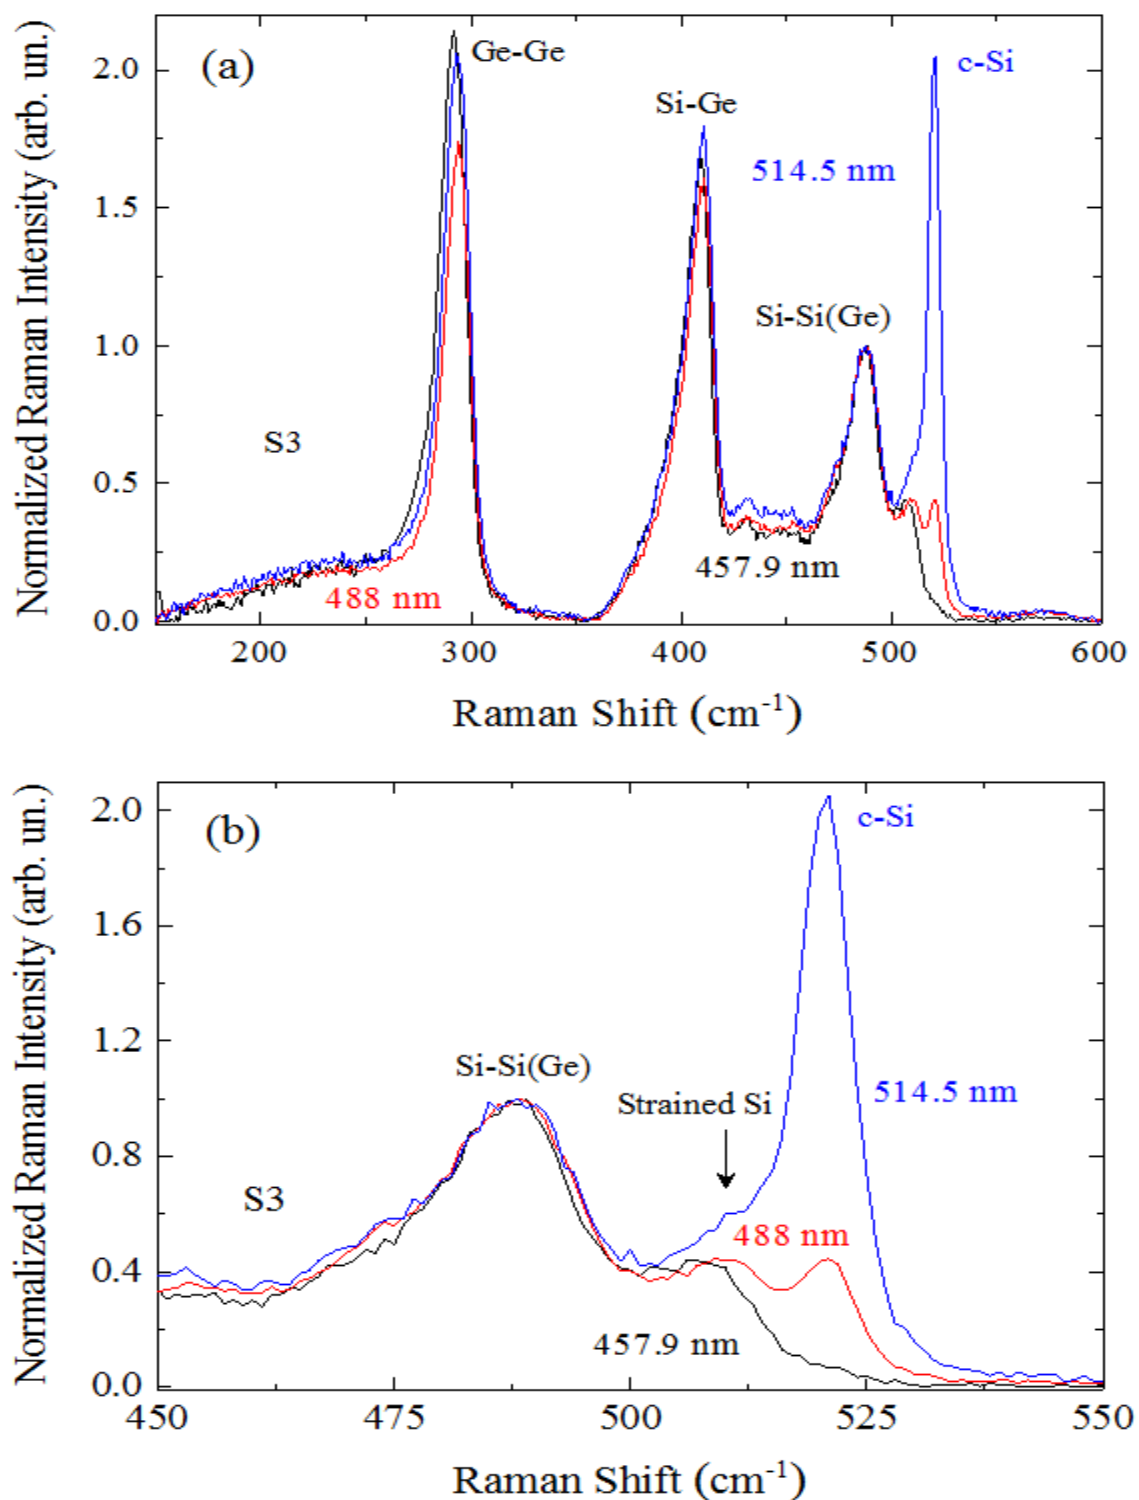 Normalized Raman Intensity (arb. un.)
(a)
Ge-Ge
Si-Ge
c-Si
514.5 nm
Si-Si(Ge)
S3
457.9 nm
488 nm
2.0
1.5
1.0
0.5
0.0
200 300 400 500 600
Raman Shift (cm⁻¹)
Normalized Raman Intensity (arb. un.)
(b)
c-Si
Si-Si(Ge)
Strained Si
514.5 nm
S3
488 nm
457.9 nm
2.0
1.6
1.2
0.8
0.4
0.0
450 475 500 525 550
Raman Shift (cm⁻¹)